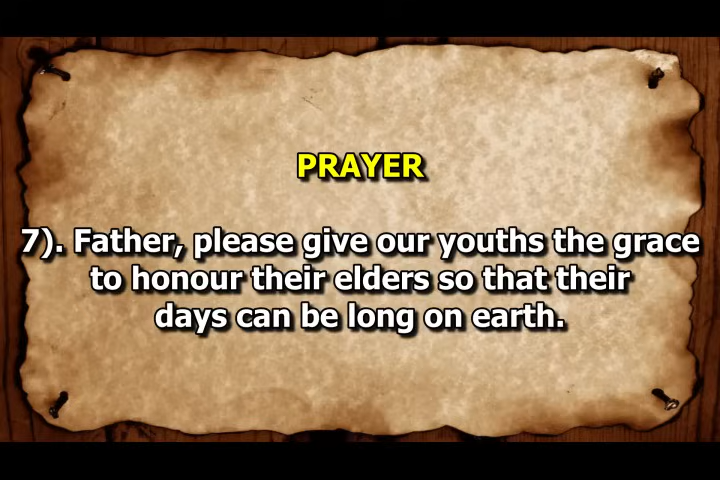 PRAYER
7). Father, please give our youths the grace
to honour their elders so that their
days can be long on earth.